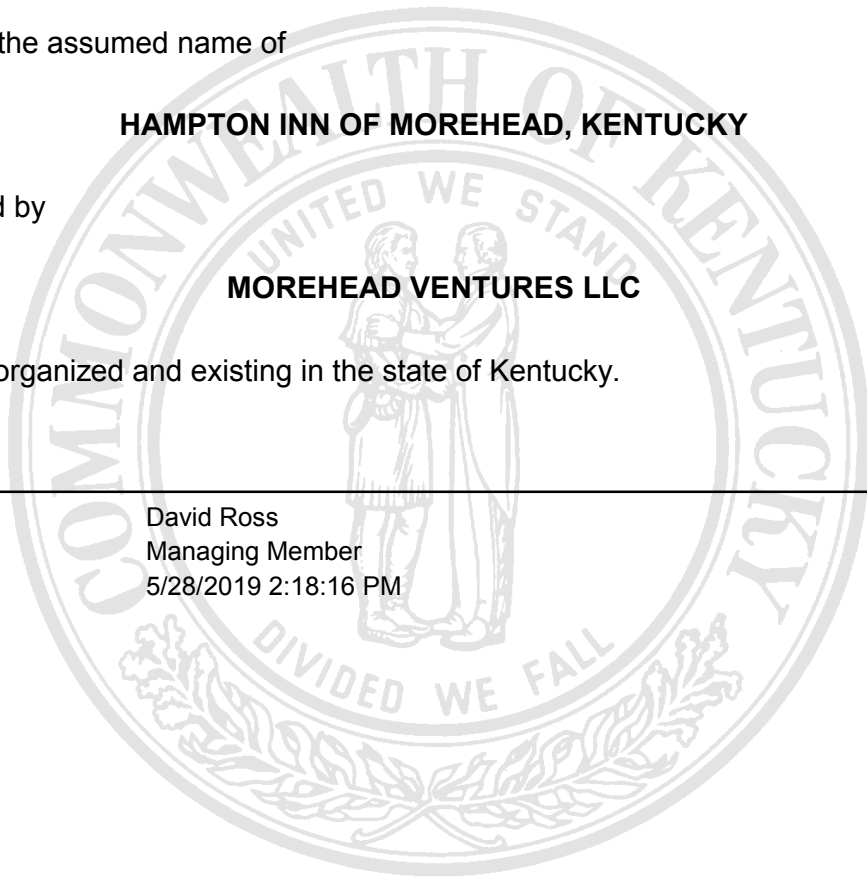 the assumed name of
HAMPTON INN OF MOREHEAD, KENTUCKY
by
MOREHEAD VENTURES LLC
organized and existing in the state of Kentucky.
David Ross
Managing Member
5/28/2019 2:18:16 PM
COMMONWEALTH OF KENTUCKY
UNITED WE STAND
DIVIDED WE FALL